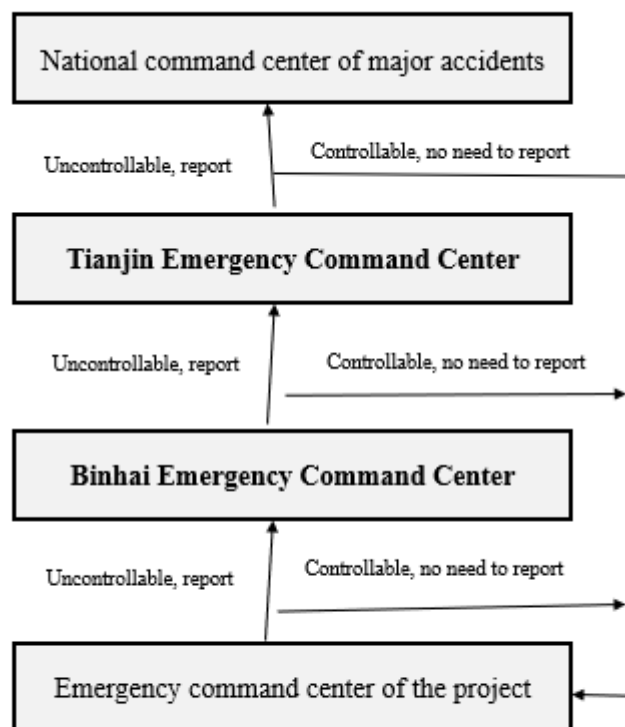 National command center of major accidents
Uncontrollable, report
Controllable, no need to report
Tianjin Emergency Command Center
Uncontrollable, report
Controllable, no need to report
Binhai Emergency Command Center
Uncontrollable, report
Controllable, no need to report
Emergency command center of the project